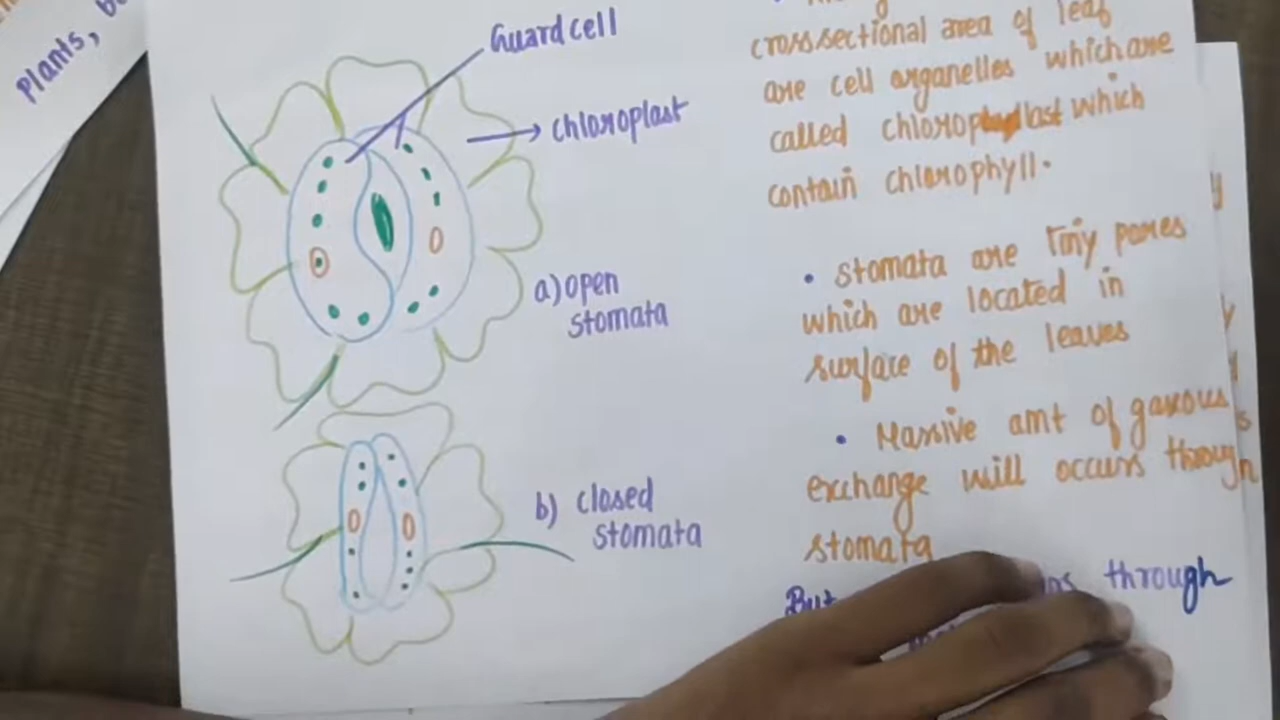 plants,
Guard cell
chloroplast
a) open
stomata
b) closed
stomata
crosssectional area of leaf
are cell organelles which are
called chloroplast which
contain chlorophyll.
• stomata are Tiny pores
which are located in
surface of the leaves
• Massive amt of gaseous
exchange will occurs through
stomata
But
through